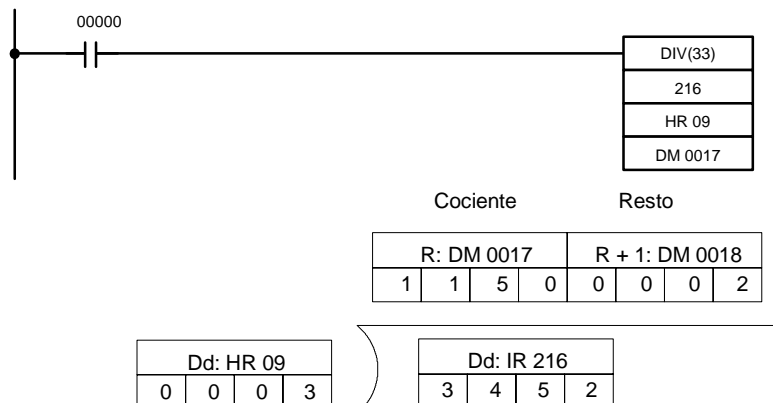 00000
DIV(33)
216
HR 09
DM 0017
Cociente Resto
R: DM 0017 R + 1: DM 0018
1 1 5 0 0 0 0 2
Dd: HR 09 Dd: IR 216
0 0 0 3 3 4 5 2